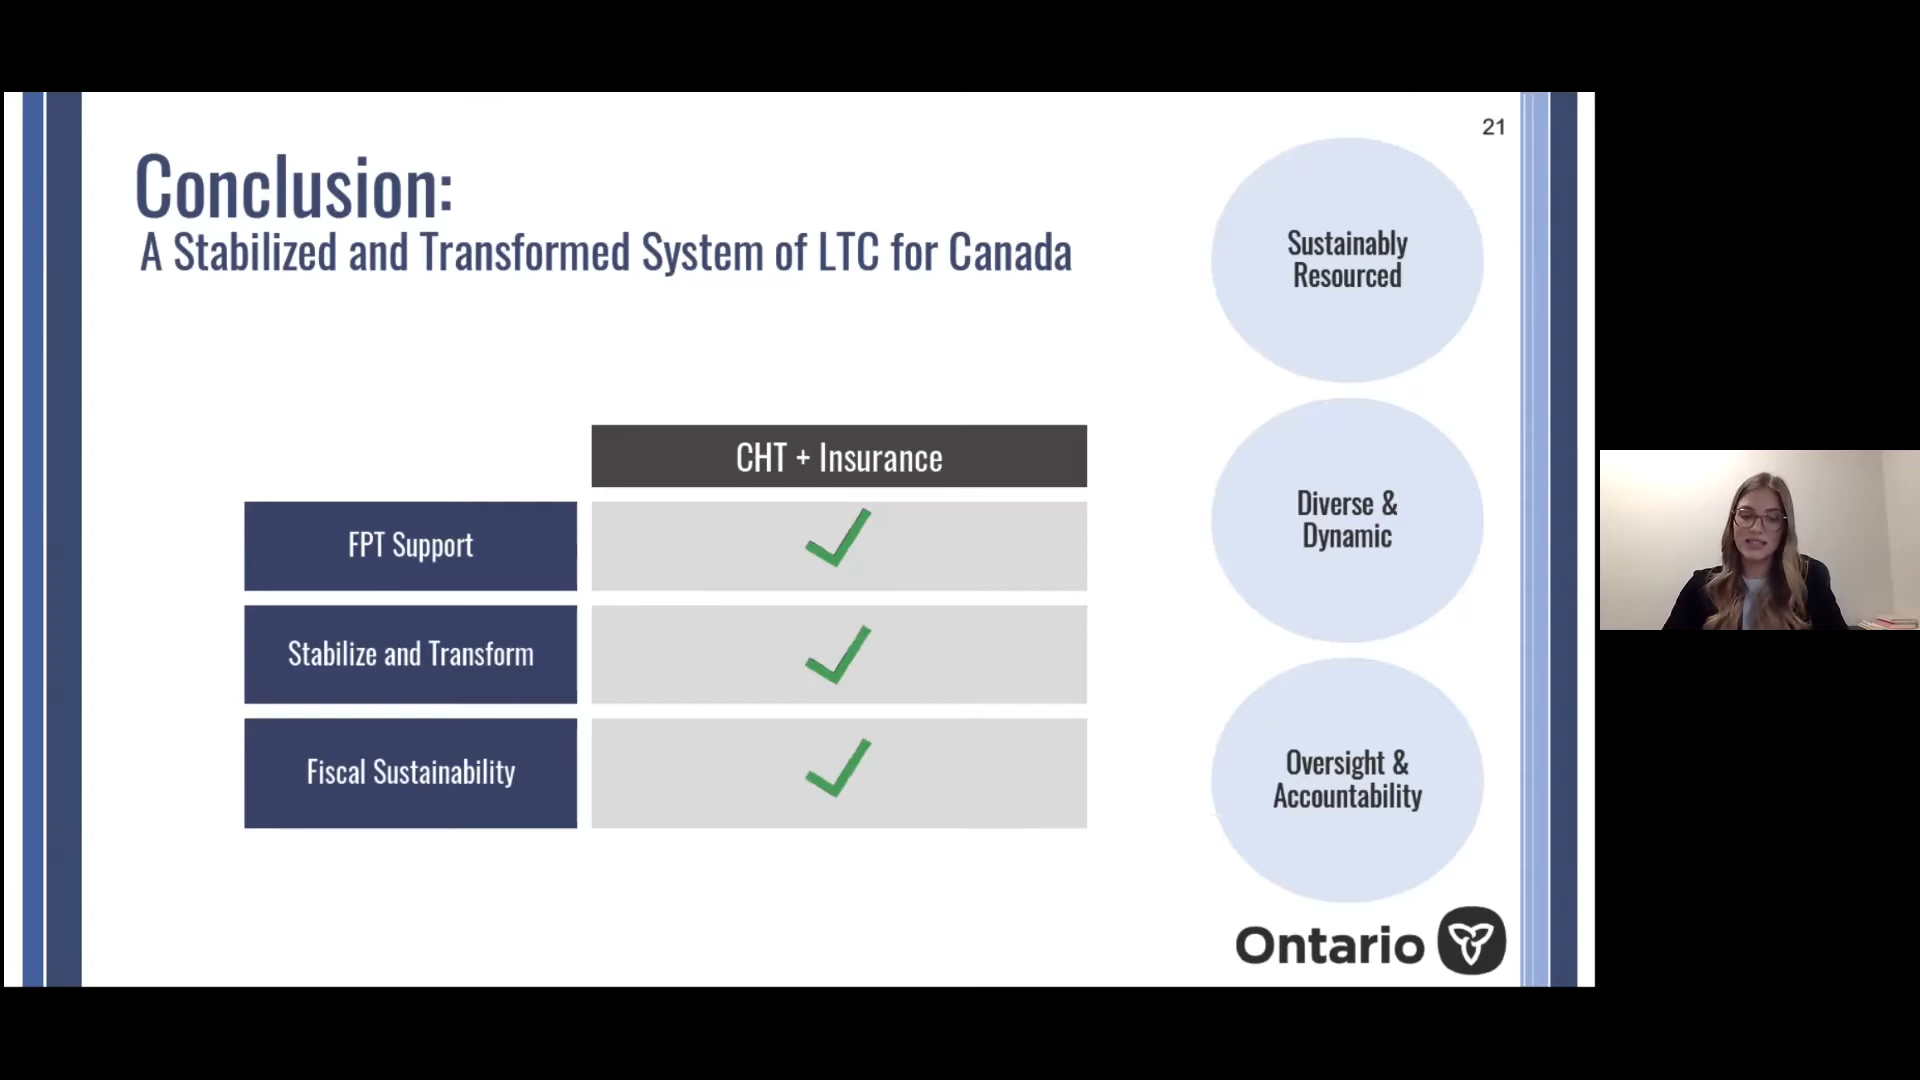 21
Conclusion:
A Stabilized and Transformed System of LTC for Canada
CHT + Insurance
FPT Support
Stabilize and Transform
Fiscal Sustainability
Sustainably
Resourced
Diverse &
Dynamic
Oversight &
Accountability
Ontario